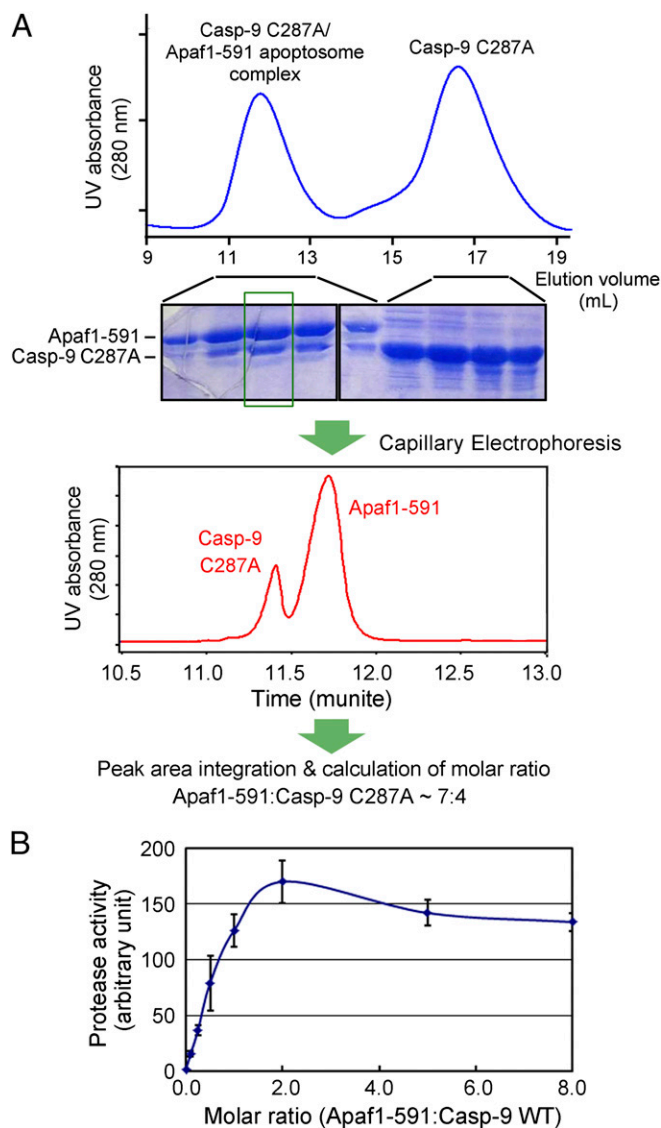 A
Casp-9 C287A/
Apaf1-591 apoptosome
complex
Casp-9 C287A
UV absorbance
(280 nm)
9 11 13 15 17 19
Elution volume
(mL)
Apaf1-591
Casp-9 C287A
Capillary Electrophoresis
Apaf1-591
Casp-9
C287A
UV absorbance
(280 nm)
10.5 11.0 11.5 12.0 12.5 13.0
Time (munite)
Peak area integration & calculation of molar ratio
Apaf1-591:Casp-9 C287A ~ 7:4
B
200
150
100
50
0
Protease activity
(arbitrary unit)
0.0 2.0 4.0 6.0 8.0
Molar ratio (Apaf1-591:Casp-9 WT)